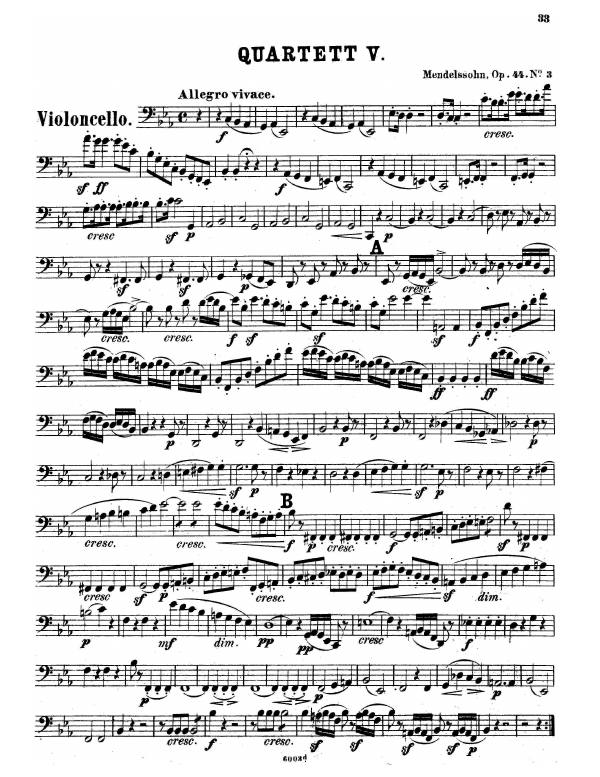 33
QUARTETT V.
Mendelssohn, Op. 44. Nº 3
Allegro vivace.
Violoncello.
f f cresc.
sf ff f sf
cresc sf p p
A
sf sf p cresc.
cresc. cresc. f sf sf
ff ff
p p p
sf p sf p
B
cresc. cresc. f p cresc. f
cresc sf p cresc. f sf dim.
p mf dim. pp pp cresc f
p
cresc. f cresc. sf f